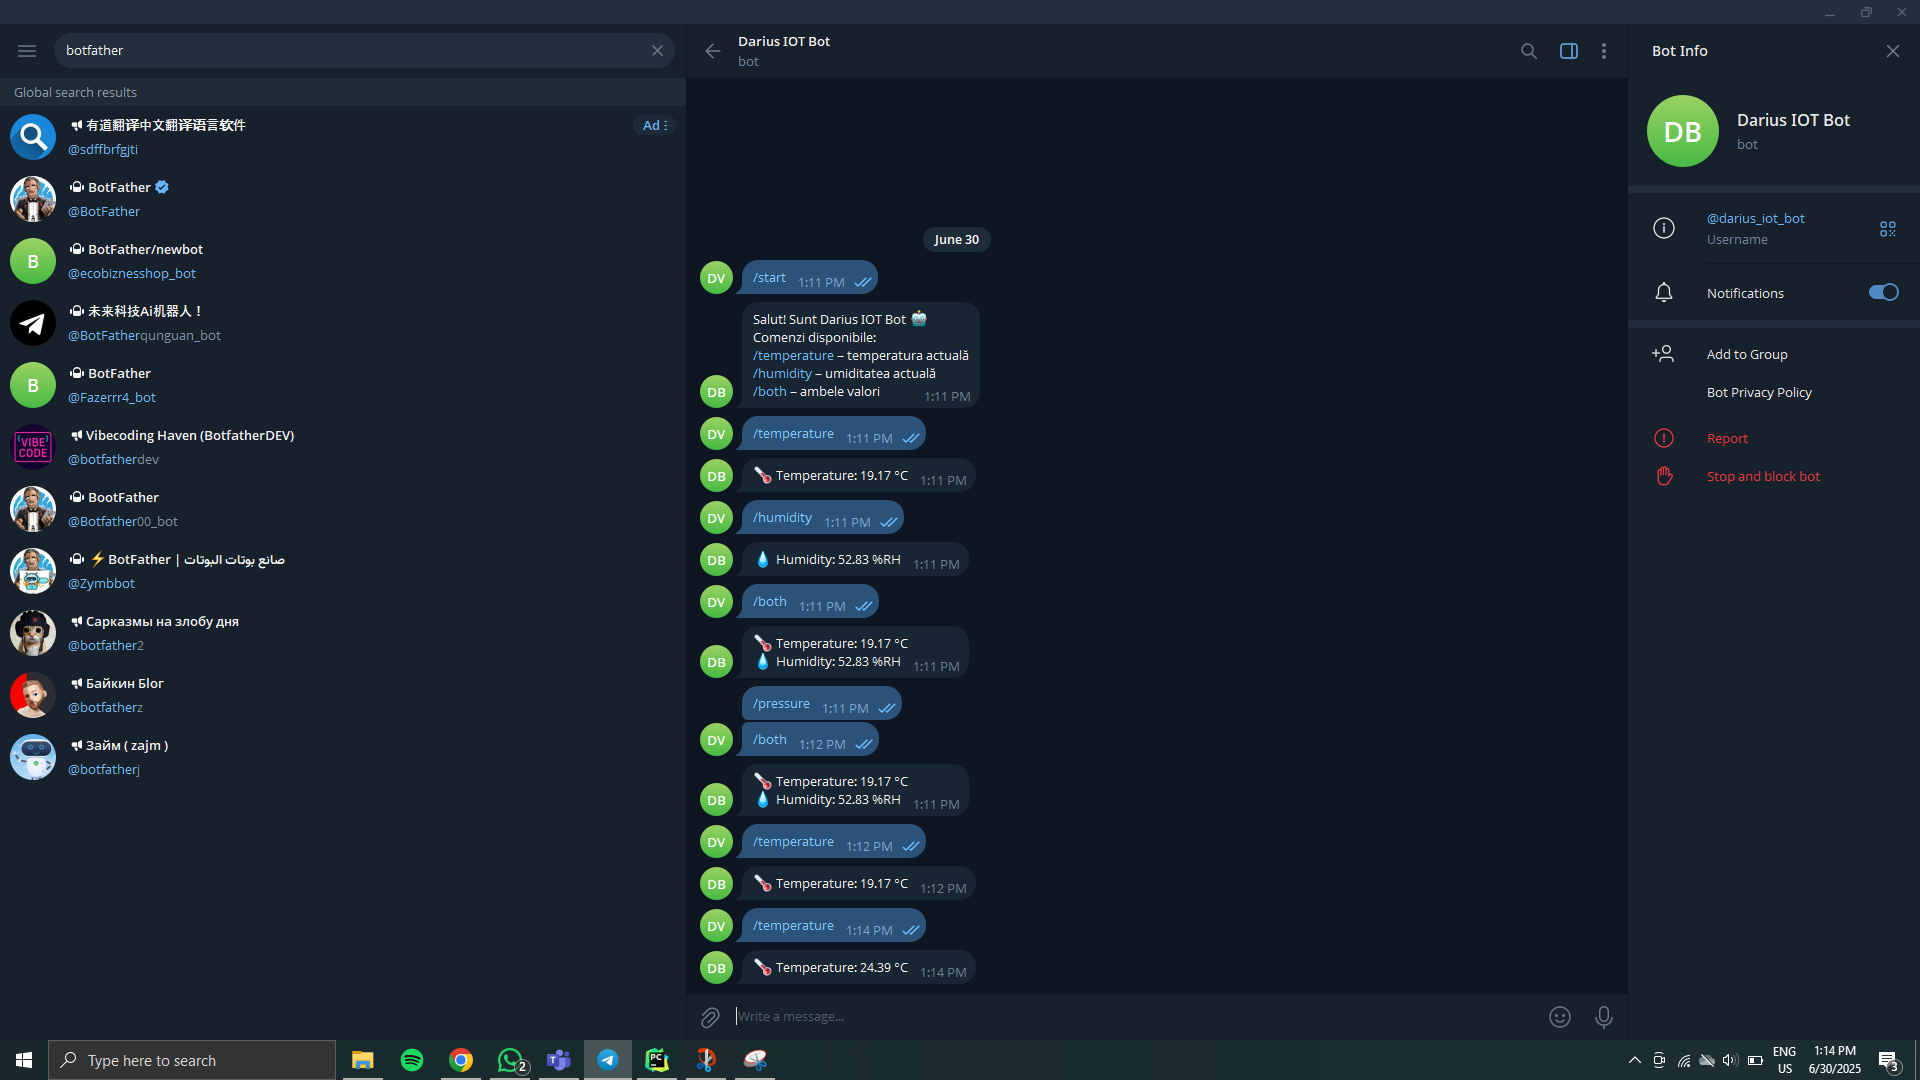 botfather
Global search results
有道翻译中文翻译语言软件
Ad
@sdffbrfgjti
BotFather
@BotFather
B
BotFather/newbot
@ecobiznesshop_bot
未来科技Ai机器人！
@BotFatherqunguan_bot
B
BotFather
@Fazerrr4_bot
VIBE
CODE
Vibecoding Haven (BotfatherDEV)
@botfatherdev
BootFather
@Botfather00_bot
⚡BotFather | صانع بوتات البوتات
@Zymbbot
Сарказмы на злобу дня
@botfather2
Байкин Блог
@botfatherz
Займ ( zajm )
@botfatherj
Darius IOT Bot
bot
June 30
DV
/start 1:11 PM
Salut! Sunt Darius IOT Bot 🤖
Comenzi disponibile:
/temperature – temperatura actuală
/humidity – umiditatea actuală
DB
/both – ambele valori 1:11 PM
DV
/temperature 1:11 PM
DB
🌡 Temperature: 19.17 °C 1:11 PM
DV
/humidity 1:11 PM
DB
💧 Humidity: 52.83 %RH 1:11 PM
DV
/both 1:11 PM
🌡 Temperature: 19.17 °C
DB
💧 Humidity: 52.83 %RH 1:11 PM
/pressure 1:11 PM
DV
/both 1:12 PM
🌡 Temperature: 19.17 °C
DB
💧 Humidity: 52.83 %RH 1:11 PM
DV
/temperature 1:12 PM
DB
🌡 Temperature: 19.17 °C 1:12 PM
DV
/temperature 1:14 PM
DB
🌡 Temperature: 24.39 °C 1:14 PM
Write a message...
Bot Info
DB
Darius IOT Bot
bot
@darius_iot_bot
Username
Notifications
Add to Group
Bot Privacy Policy
Report
Stop and block bot
Type here to search
2
PC
ENG
US
1:14 PM
6/30/2025
3